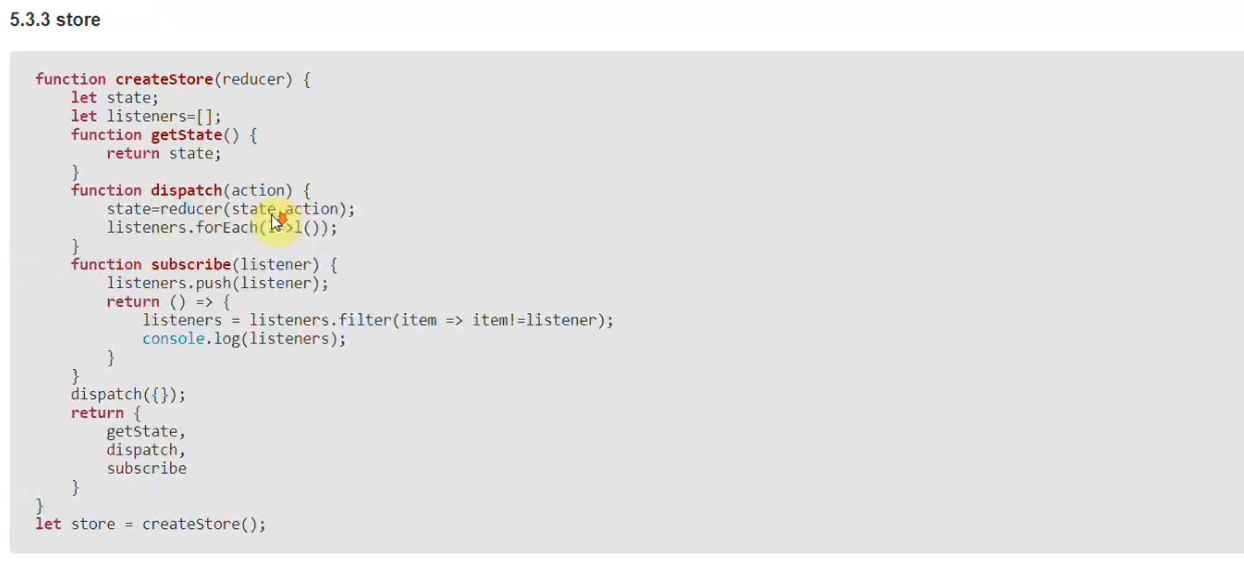 5.3.3 store
function createStore(reducer) {
let state;
let listeners=[];
function getState() {
return state;
}
function dispatch(action) {
state=reducer(state,action);
listeners.forEach(l=>l());
}
function subscribe(listener) {
listeners.push(listener);
return () => {
listeners = listeners.filter(item => item!=listener);
console.log(listeners);
}
}
dispatch({});
return {
getState,
dispatch,
subscribe
}
}
let store = createStore();